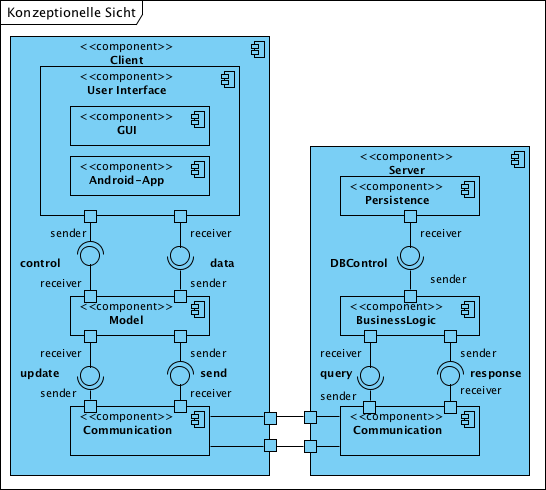 Konzeptionelle Sicht
<<component>>
Client
<<component>>
User Interface
<<component>>
GUI
<<component>>
Android-App
sender
receiver
control
data
receiver
sender
<<component>>
Model
receiver
sender
update
send
sender
receiver
<<component>>
Communication
<<component>>
Server
<<component>>
Persistence
receiver
DBControl
sender
<<component>>
BusinessLogic
receiver
sender
query
response
sender
receiver
<<component>>
Communication